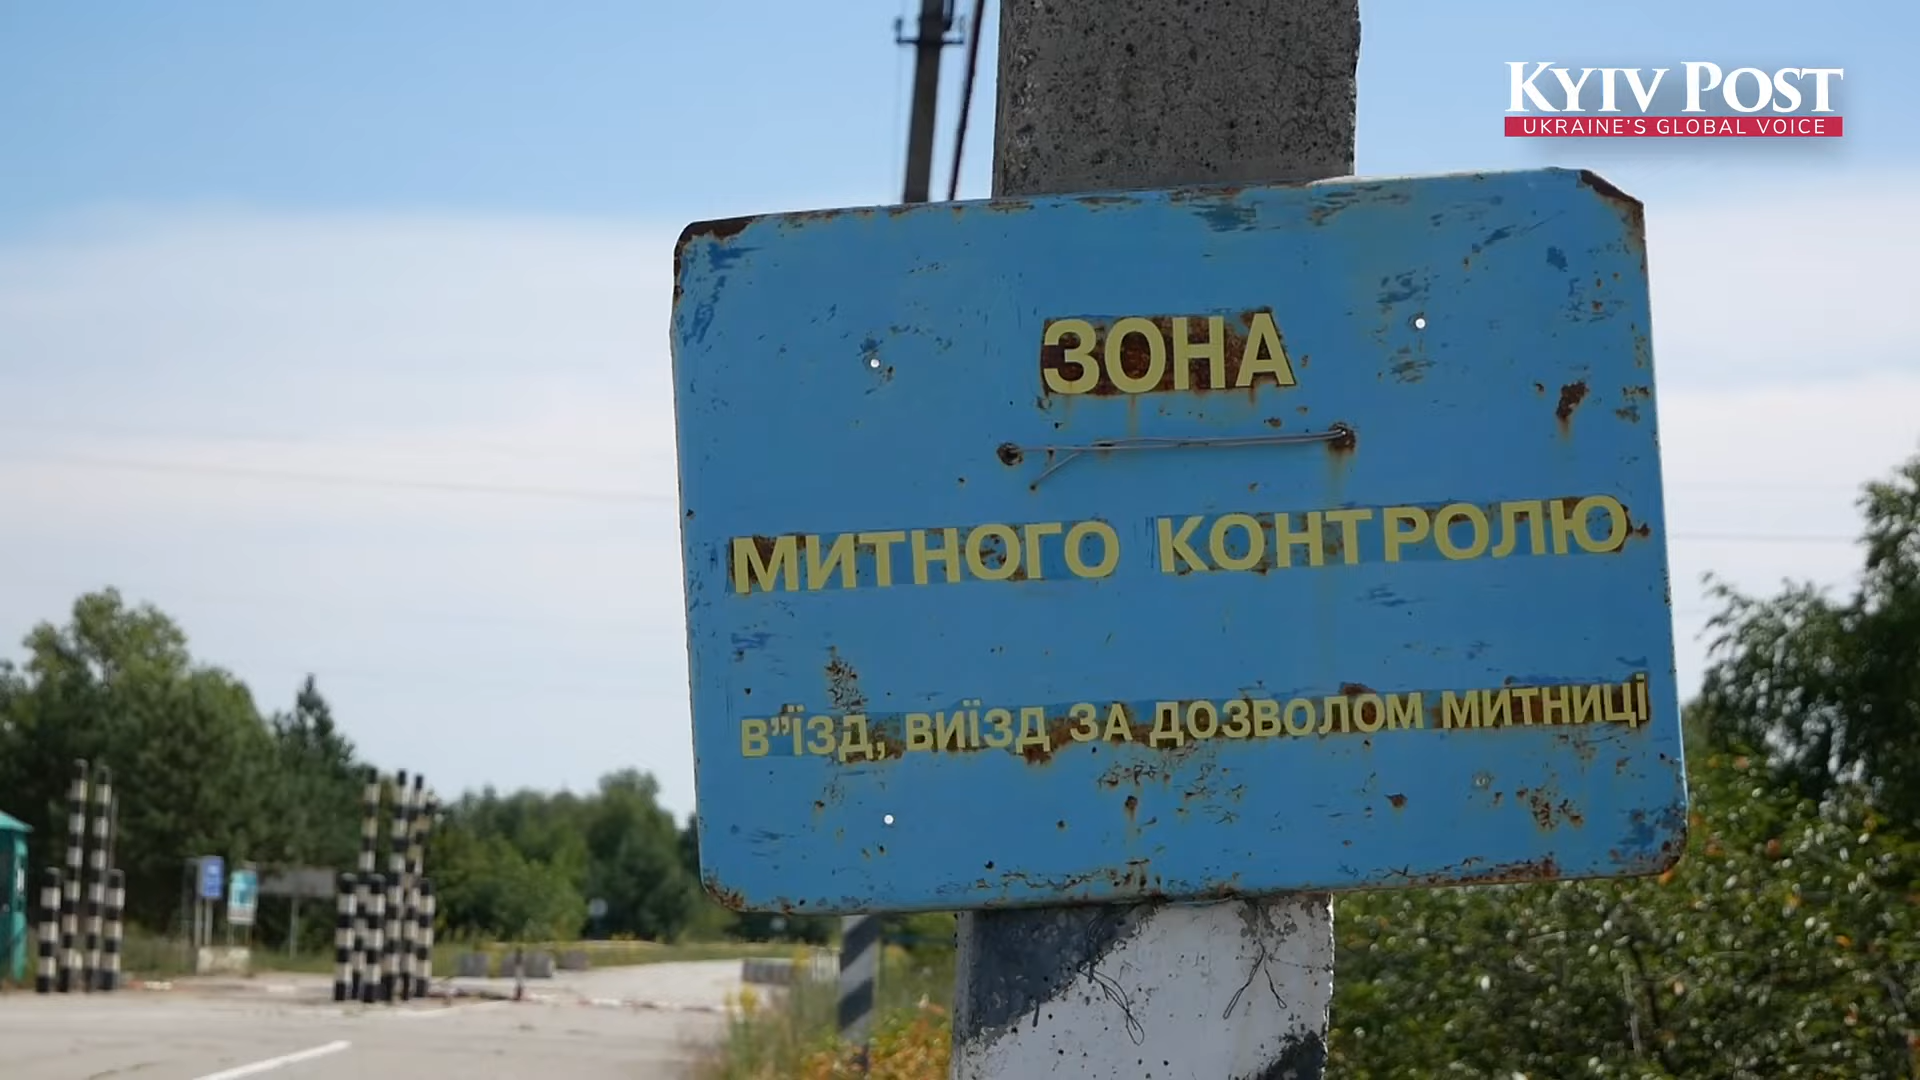 KYIV POST
UKRAINE'S GLOBAL VOICE
ЗОНА
МИТНОГО КОНТРОЛЮ
В”ЇЗД, ВИЇЗД ЗА ДОЗВОЛОМ МИТНИЦІ